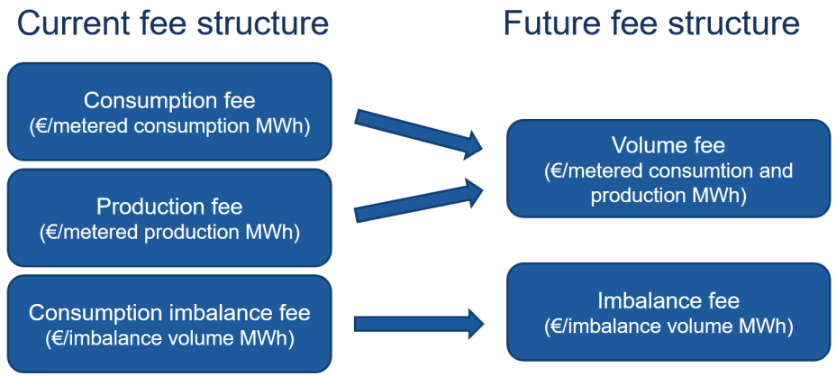 Current fee structure
Future fee structure
Consumption fee
(€/metered consumption MWh)
Production fee
(€/metered production MWh)
Consumption imbalance fee
(€/imbalance volume MWh)
Volume fee
(€/metered consumtion and
production MWh)
Imbalance fee
(€/imbalance volume MWh)